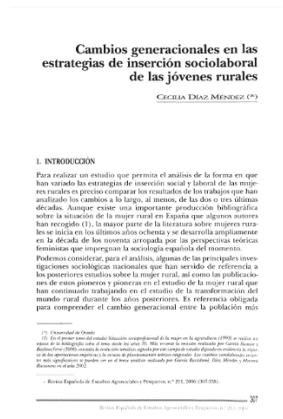 Cambios generacionales en las
estrategias de inserción sociolaboral
de las jóvenes rurales
CECILIA DÍAZ MÉNDEZ (*)
1. INTRODUCCIÓN
Para realizar un estudio que permita el análisis de la forma en que
han variado las estrategias de inserción social y laboral de las muje-
res rurales es preciso comparar los resultados de los trabajos que han
analizado los cambios a lo largo, al menos, de las dos o tres últimas
décadas. Aunque existe una importante producción bibliográfica
sobre la situación de la mujer rural en España que algunos autores
han recogido (1), la mayor parte de la literatura sobre mujeres rura-
les se inicia en los últimos años ochenta y se desarrolla ampliamente
en la década de los noventa arropada por las perspectivas teóricas
feministas que impregnan la sociología española del momento.
Podemos considerar, para el análisis, algunas de las principales inves-
tigaciones sociológicas nacionales que han servido de referencia a
los posteriores estudios sobre la mujer rural, así como las publicacio-
nes de estos pioneros y pioneras en el estudio de la mujer rural que
han continuado trabajando en el estudio de la transformación del
mundo rural durante los años posteriores. Es referencia obligada
para comprender el cambio generacional entre la población más
(*) Universidad de Oviedo
- Revista Española de Estudios Agrosociales y Pesqueros, n.º 211, 2006 (307-338).
307
Revista Española de Estudios Agrosociales y Pesqueros, n.º 211, 2006